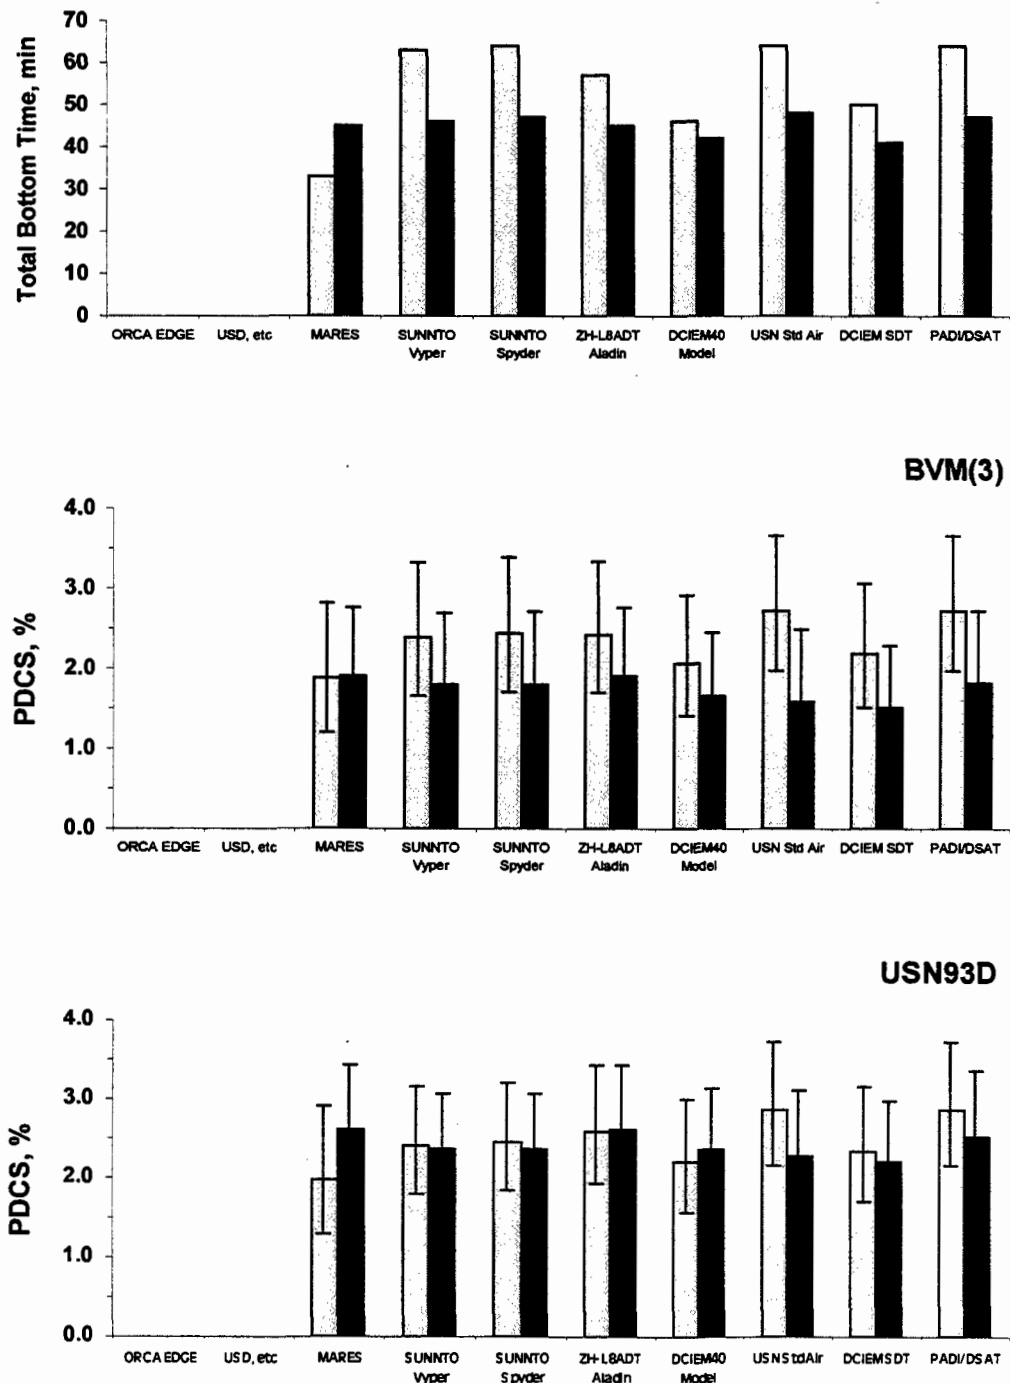 Total Bottom Time, min
70
60
50
40
30
20
10
0
ORCA EDGE USD, etc MARES SUNNTO SUNNTO ZH-L8ADT DCIEM40 USN Std Air DCIEM SDT PADI/DSAT
Vyper Spyder Aladin Model
BVM(3)
PDCS, %
4.0
3.0
2.0
1.0
0.0
ORCA EDGE USD, etc MARES SUNNTO SUNNTO ZH-L8ADT DCIEM40 USN Std Air DCIEM SDT PADI/DSAT
Vyper Spyder Aladin Model
USN93D
PDCS, %
4.0
3.0
2.0
1.0
0.0
ORCA EDGE USD, etc MARES SUNNTO SUNNTO ZH-L8ADT DCIEM40 USN Std Air DCIEM SDT PADI/DSAT
Vyper Spyder Aladin Model